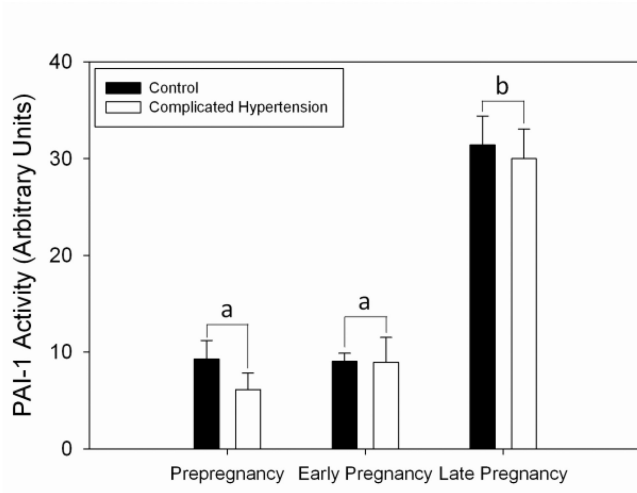 PAI-1 Activity (Arbitrary Units)
40
30
20
10
0
Control
Complicated Hypertension
a
a
b
Prepregnancy Early Pregnancy Late Pregnancy